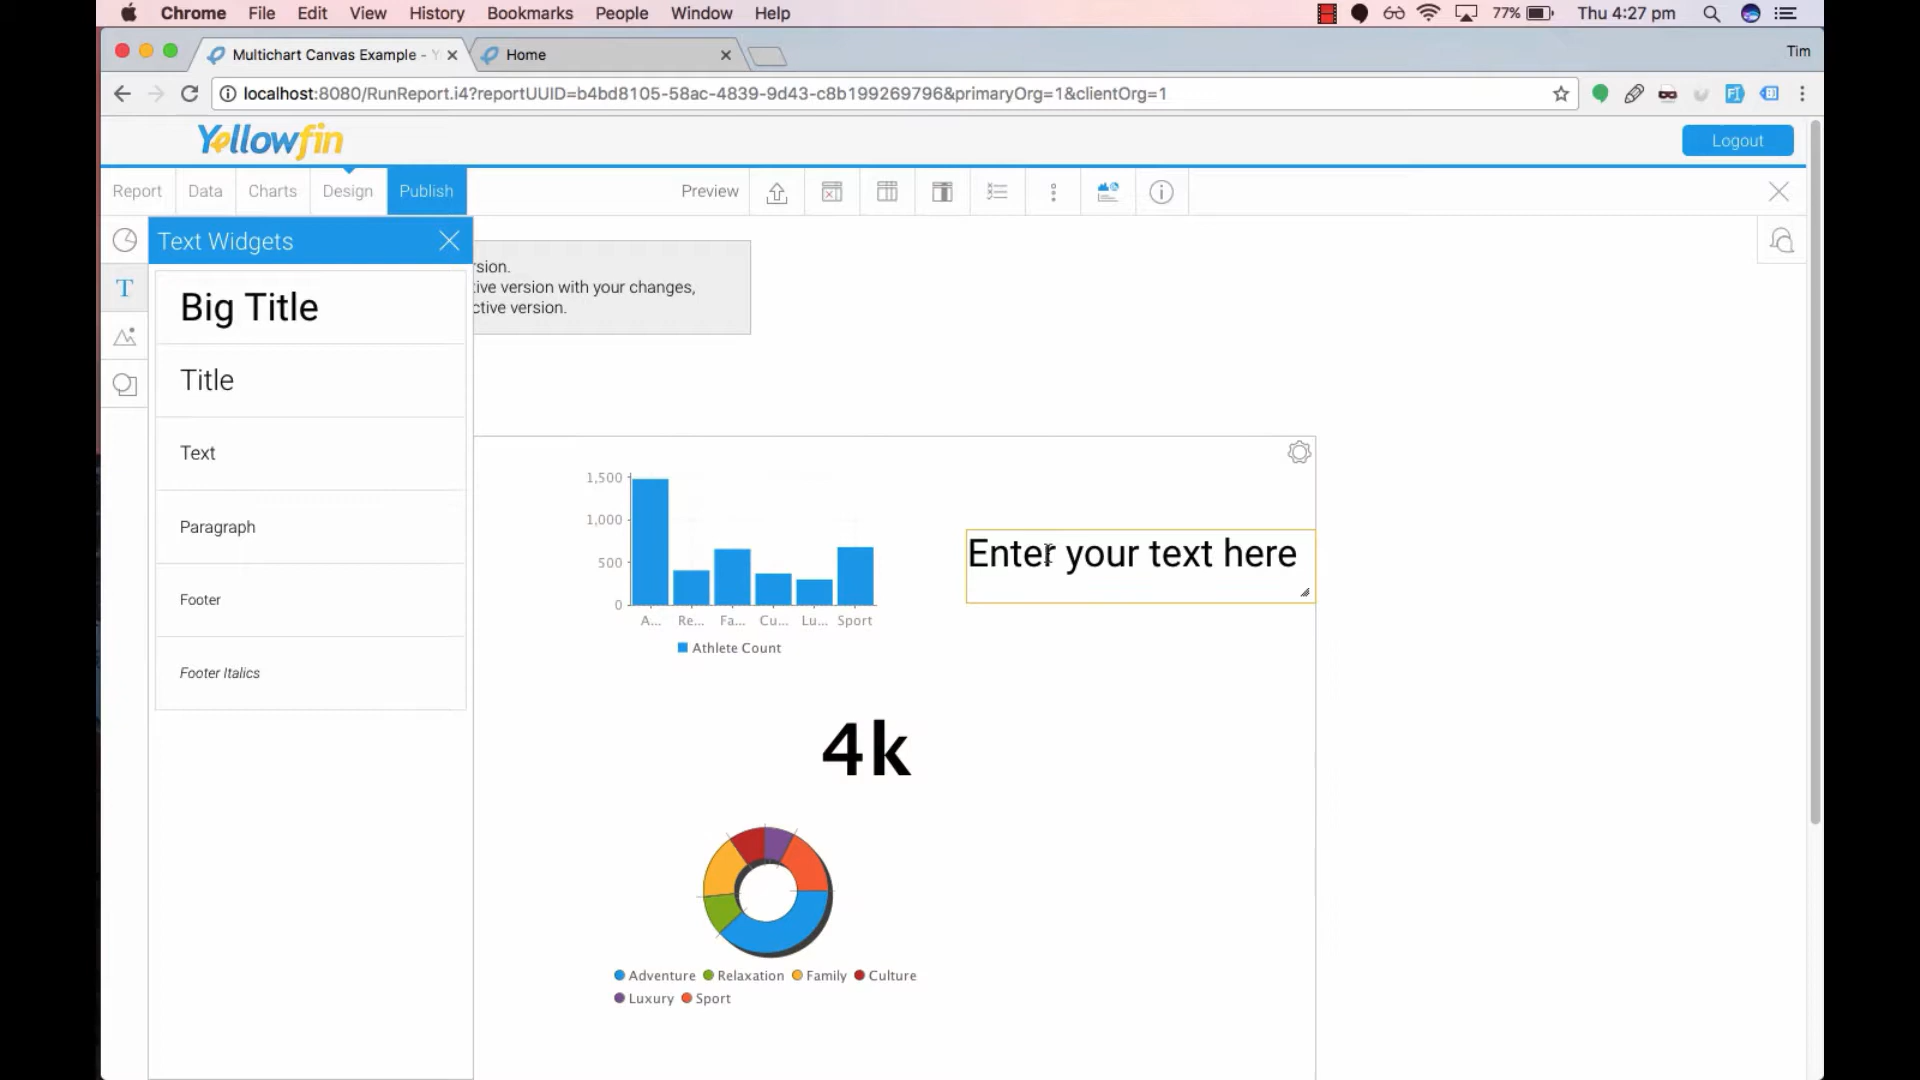 Chrome File Edit View History Bookmarks People Window Help 77% Thu 4:27 pm
Multichart Canvas Example - Y Home Tim
localhost:8080/RunReport.i4?reportUUID=b4bd8105-58ac-4839-9d43-c8b199269796&primaryOrg=1&clientOrg=1
Yellowfin Logout
Report Data Charts Design Publish Preview
Text Widgets
Big Title
Title
Text
Paragraph
Footer
Footer Italics
sion.
tive version with your changes,
ctive version.
1,500
1,000
500
0
A... Re... Fa... Cu... Lu... Sport
Athlete Count
Enter your text here
4k
Adventure Relaxation Family Culture
Luxury Sport